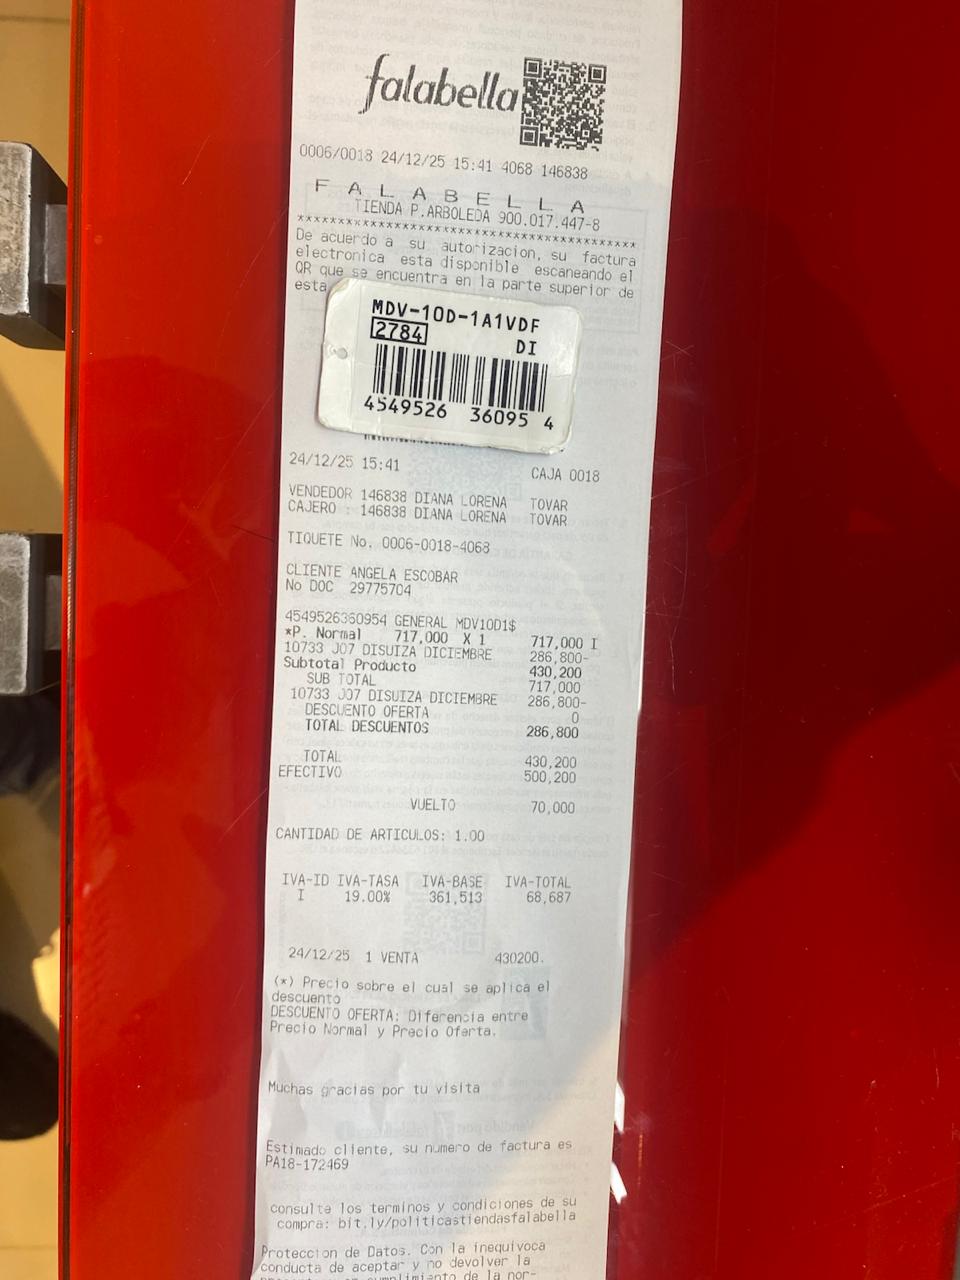 falabella
0006/0018 24/12/25 15:41 4068 146838
F A L A B E L L A
TIENDA P.ARBOLEDA 900.017.447-8
******************************************
De acuerdo a su autorizacion, su factura
electronica esta disponible escaneando el
QR que se encuentra en la parte superior de
esta
MDV-10D-1A1VDF
2784 DI
4549526 36095 4
24/12/25 15:41 CAJA 0018
VENDEDOR 146838 DIANA LORENA TOVAR
CAJERO : 146838 DIANA LORENA TOVAR
TIQUETE No. 0006-0018-4068
CLIENTE ANGELA ESCOBAR
No DOC 29775704
4549526360954 GENERAL MDV10D1$
*P. Normal 717,000 X 1 717,000 I
10733 J07 DISUIZA DICIEMBRE 286,800-
Subtotal Producto 430,200
SUB TOTAL 717,000
10733 J07 DISUIZA DICIEMBRE 286,800-
DESCUENTO OFERTA 0
TOTAL DESCUENTOS 286,800
TOTAL 430,200
EFECTIVO 500,200
VUELTO 70,000
CANTIDAD DE ARTICULOS: 1.00
IVA-ID IVA-TASA IVA-BASE IVA-TOTAL
I 19.00% 361,513 68,687
24/12/25 1 VENTA 430200.
(*) Precio sobre el cual se aplica el
descuento
DESCUENTO OFERTA: Diferencia entre
Precio Normal y Precio Oferta.
Muchas gracias por tu visita
Estimado cliente, su numero de factura es
PA18-172469
consulte los terminos y condiciones de su
compra: bit.ly/politicastiendasfalabella
Proteccion de Datos. Con la inequivoca
conducta de aceptar y no devolver la
cumplimiento de la nor-